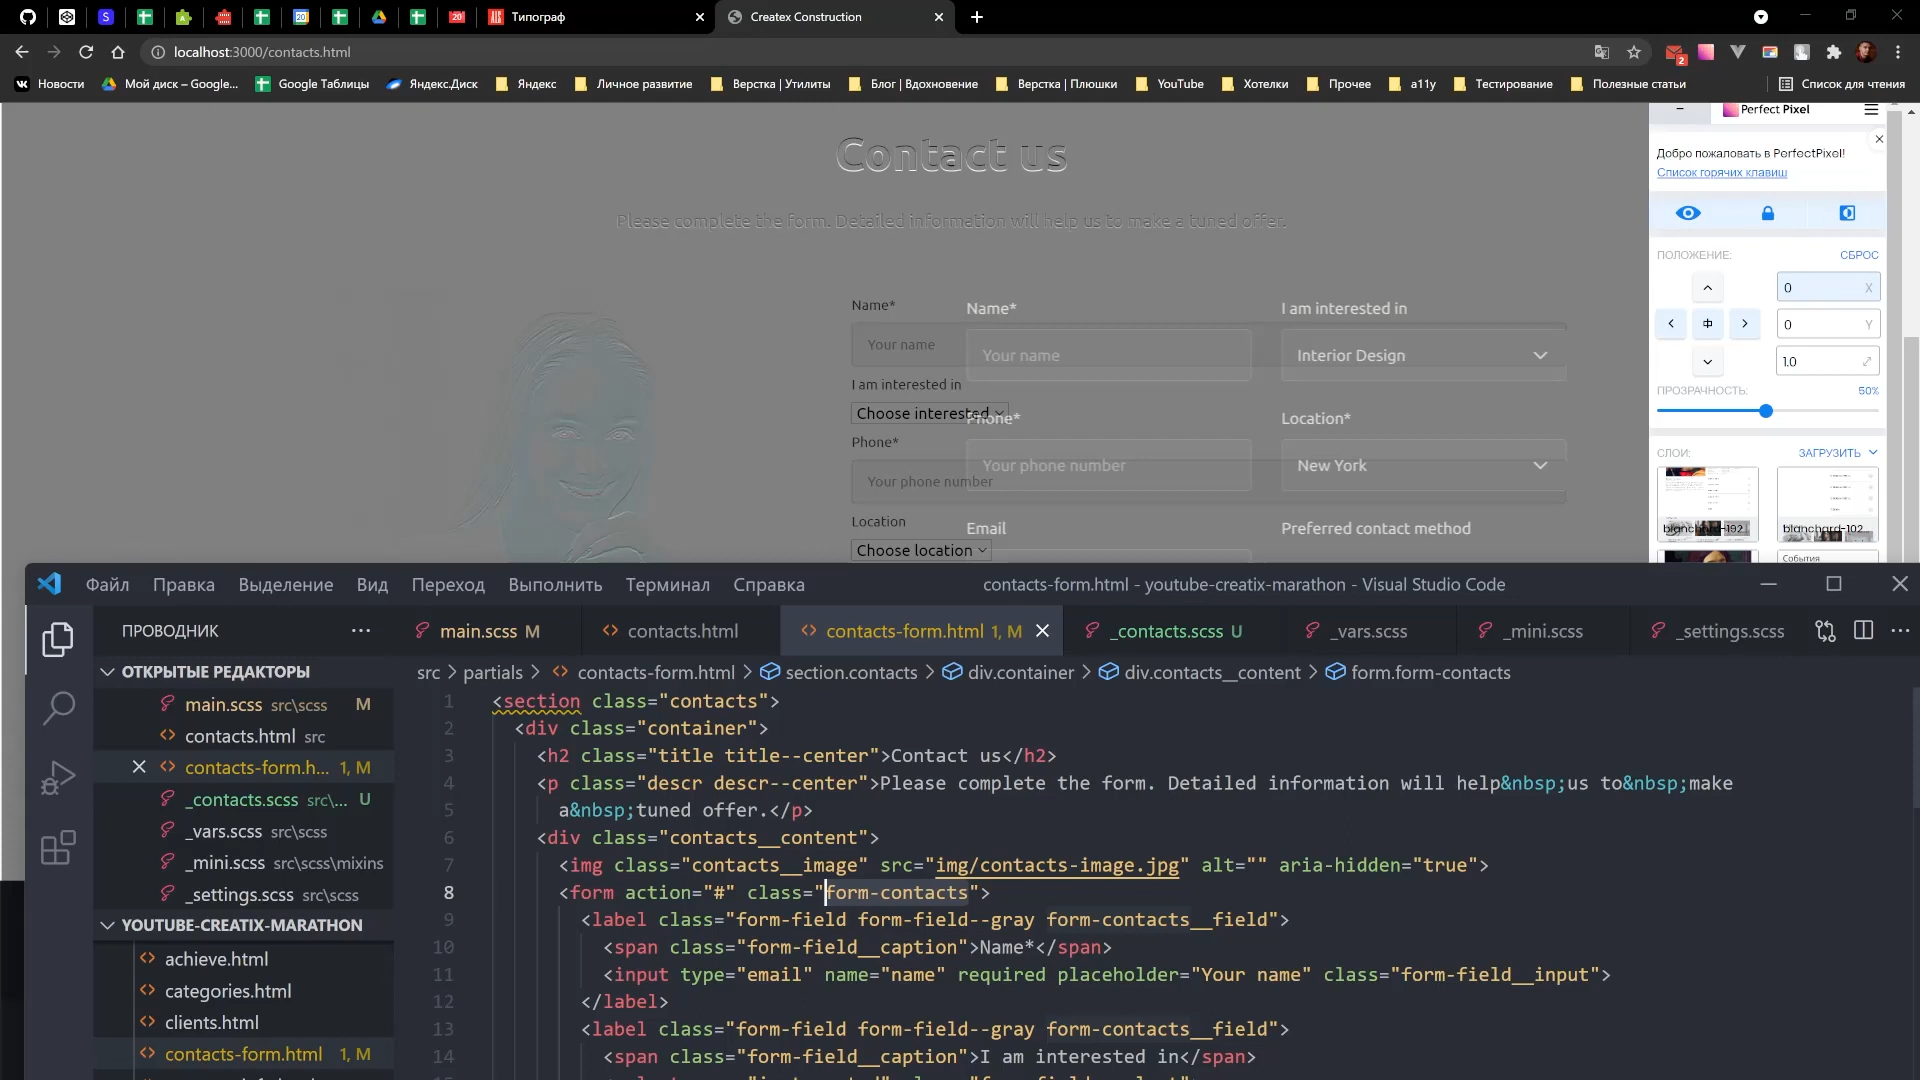 Типограф
Createx Construction
localhost:3000/contacts.html
Новости
Мой диск – Google...
Google Таблицы
Яндекс.Диск
Яндекс
Личное развитие
Верстка | Утилиты
Блог | Вдохновение
Верстка | Плюшки
YouTube
Хотелки
Прочее
a11y
Тестирование
Полезные статьи
Список для чтения
Contact us
Please complete the form. Detailed information will help us to make a tuned offer.
Name*
Your name
I am interested in
Choose interested
Phone*
Your phone number
Location
Choose location
Name*
Your name
I am interested in
Interior Design
Phone*
Your phone number
Location*
New York
Email
Preferred contact method
Perfect Pixel
Добро пожаловать в PerfectPixel!
Список горячих клавиш
ПОЛОЖЕНИЕ:
СБРОС
0 X
0 Y
1.0
ПРОЗРАЧНОСТЬ:
50%
СЛОИ:
ЗАГРУЗИТЬ
blanchard-192...
blanchard-102...
События
Файл Правка Выделение Вид Переход Выполнить Терминал Справка
contacts-form.html - youtube-creatix-marathon - Visual Studio Code
ПРОВОДНИК
main.scss M
contacts.html
contacts-form.html 1, M
_contacts.scss U
_vars.scss
_mini.scss
_settings.scss
ОТКРЫТЫЕ РЕДАКТОРЫ
main.scss src\scss M
contacts.html src
contacts-form.h... 1, M
_contacts.scss src\... U
_vars.scss src\scss
_mini.scss src\scss\mixins
_settings.scss src\scss
YOUTUBE-CREATIX-MARATHON
achieve.html
categories.html
clients.html
contacts-form.html 1, M
src > partials > contacts-form.html > section.contacts > div.container > div.contacts__content > form.form-contacts
1 <section class="contacts">
2 <div class="container">
3 <h2 class="title title--center">Contact us</h2>
4 <p class="descr descr--center">Please complete the form. Detailed information will help&nbsp;us to&nbsp;make
5 a&nbsp;tuned offer.</p>
6 <div class="contacts__content">
7 <img class="contacts__image" src="img/contacts-image.jpg" alt="" aria-hidden="true">
8 <form action="#" class="form-contacts">
9 <label class="form-field form-field--gray form-contacts__field">
10 <span class="form-field__caption">Name*</span>
11 <input type="email" name="name" required placeholder="Your name" class="form-field__input">
12 </label>
13 <label class="form-field form-field--gray form-contacts__field">
14 <span class="form-field__caption">I am interested in</span>